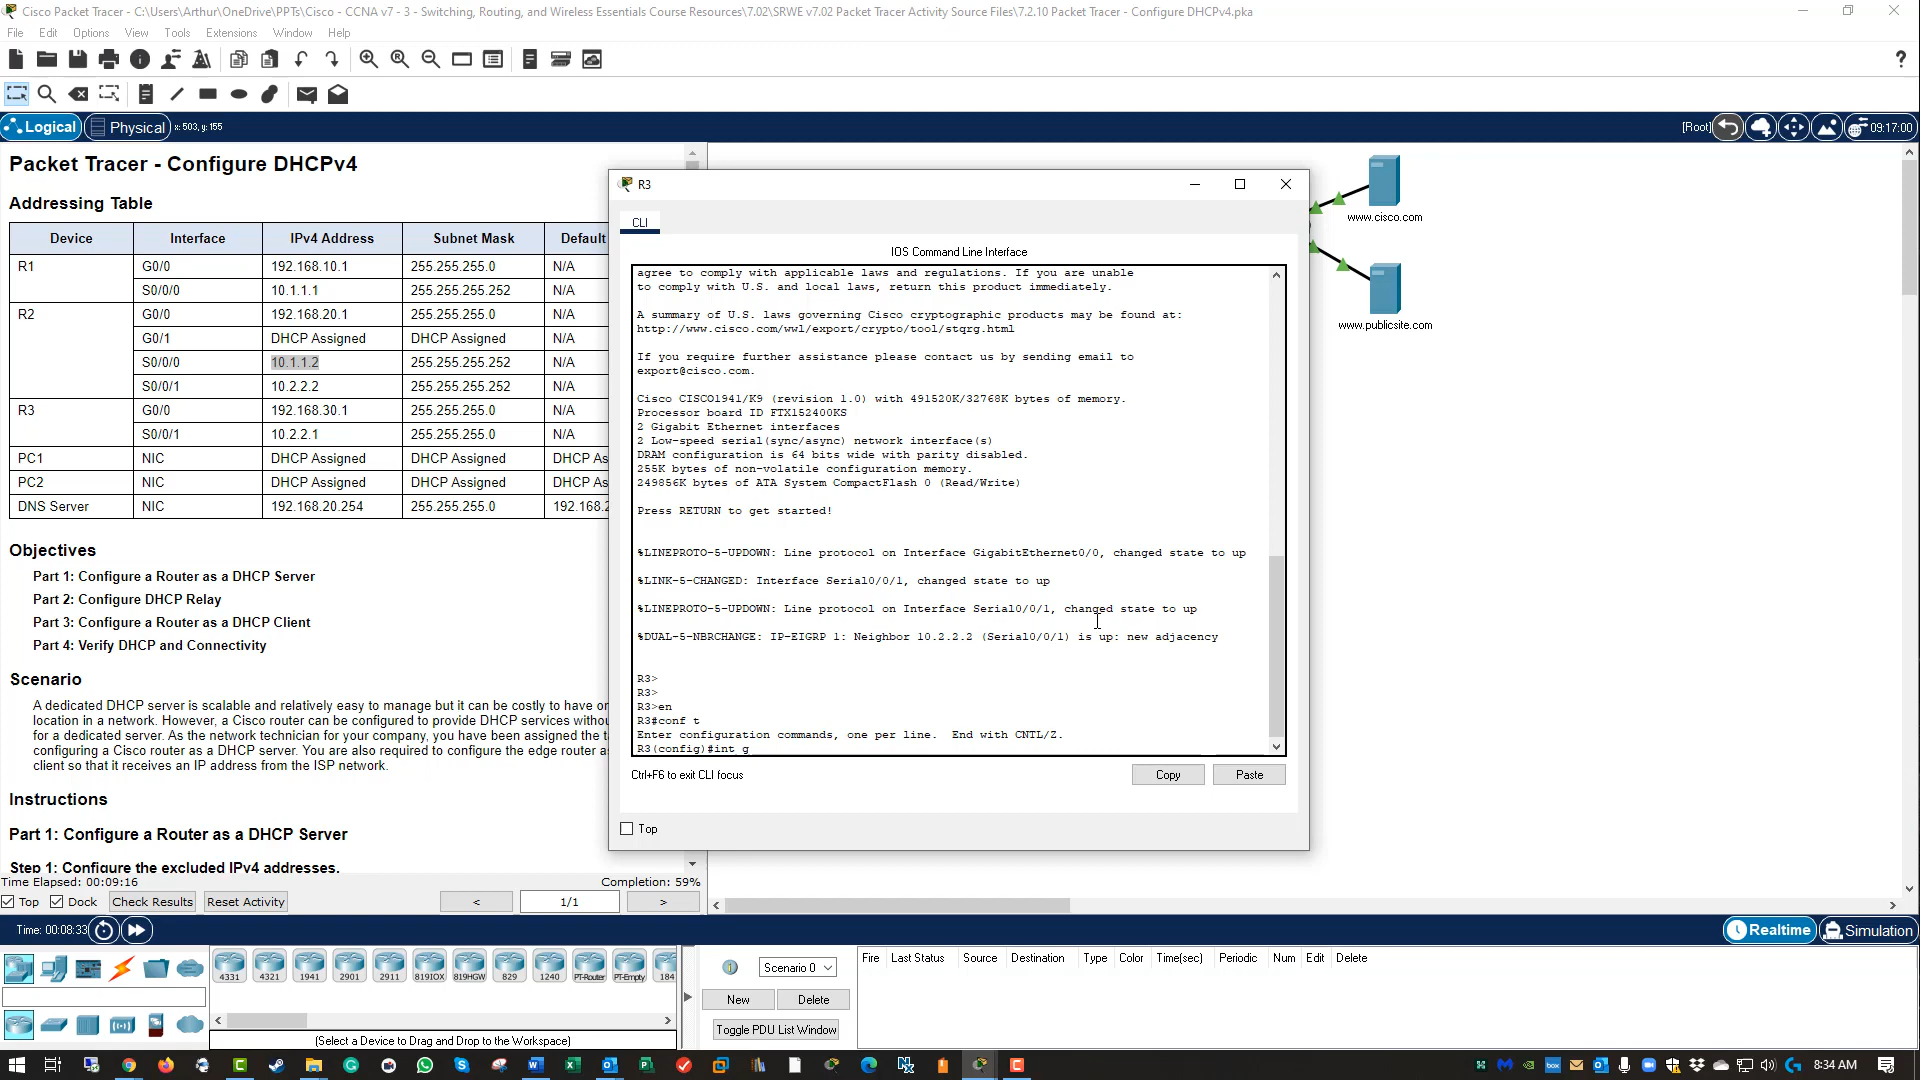 Cisco Packet Tracer - C:\Users\Arthur\OneDrive\PPTs\Cisco - CCNA v7 - 3 - Switching, Routing, and Wireless Essentials Course Resources\7.02\SRWE v7.02 Packet Tracer Activity Source Files\7.2.10 Packet Tracer - Configure DHCPv4.pka
File Edit Options View Tools Extensions Window Help
Logical Physical x: 503, y: 155 [Root] 09:17:00
Packet Tracer - Configure DHCPv4
Addressing Table
Device Interface IPv4 Address Subnet Mask Default
R1 G0/0 192.168.10.1 255.255.255.0 N/A
S0/0/0 10.1.1.1 255.255.255.252 N/A
R2 G0/0 192.168.20.1 255.255.255.0 N/A
G0/1 DHCP Assigned DHCP Assigned N/A
S0/0/0 10.1.1.2 255.255.255.252 N/A
S0/0/1 10.2.2.2 255.255.255.252 N/A
R3 G0/0 192.168.30.1 255.255.255.0 N/A
S0/0/1 10.2.2.1 255.255.255.0 N/A
PC1 NIC DHCP Assigned DHCP Assigned DHCP As
PC2 NIC DHCP Assigned DHCP Assigned DHCP As
DNS Server NIC 192.168.20.254 255.255.255.0 192.168.2
Objectives
Part 1: Configure a Router as a DHCP Server
Part 2: Configure DHCP Relay
Part 3: Configure a Router as a DHCP Client
Part 4: Verify DHCP and Connectivity
Scenario
A dedicated DHCP server is scalable and relatively easy to manage but it can be costly to have or
location in a network. However, a Cisco router can be configured to provide DHCP services withou
for a dedicated server. As the network technician for your company, you have been assigned the t
configuring a Cisco router as a DHCP server. You are also required to configure the edge router as
client so that it receives an IP address from the ISP network.
Instructions
Part 1: Configure a Router as a DHCP Server
Step 1: Configure the excluded IPv4 addresses.
Time Elapsed: 00:09:16 Completion: 59%
Top Dock Check Results Reset Activity < 1/1 >
R3
CLI
IOS Command Line Interface
agree to comply with applicable laws and regulations. If you are unable
to comply with U.S. and local laws, return this product immediately.
A summary of U.S. laws governing Cisco cryptographic products may be found at:
http://www.cisco.com/wwl/export/crypto/tool/stqrg.html
If you require further assistance please contact us by sending email to
export@cisco.com.
Cisco CISCO1941/K9 (revision 1.0) with 491520K/32768K bytes of memory.
Processor board ID FTX152400KS
2 Gigabit Ethernet interfaces
2 Low-speed serial(sync/async) network interface(s)
DRAM configuration is 64 bits wide with parity disabled.
255K bytes of non-volatile configuration memory.
249856K bytes of ATA System CompactFlash 0 (Read/Write)
Press RETURN to get started!
%LINEPROTO-5-UPDOWN: Line protocol on Interface GigabitEthernet0/0, changed state to up
%LINK-5-CHANGED: Interface Serial0/0/1, changed state to up
%LINEPROTO-5-UPDOWN: Line protocol on Interface Serial0/0/1, changed state to up
%DUAL-5-NBRCHANGE: IP-EIGRP 1: Neighbor 10.2.2.2 (Serial0/0/1) is up: new adjacency
R3>
R3>
R3>en
R3#conf t
Enter configuration commands, one per line.  End with CNTL/Z.
R3(config)#int g
Ctrl+F6 to exit CLI focus Copy Paste
Top
www.cisco.com
www.publicsite.com
Time: 00:08:33 Realtime Simulation
4331 4321 1941 2901 2911 819IOX 819HGW 829 1240 PT-Router PT-Empty 184
(Select a Device to Drag and Drop to the Workspace)
Scenario 0
New Delete
Toggle PDU List Window
Fire Last Status Source Destination Type Color Time(sec) Periodic Num Edit Delete
8:34 AM